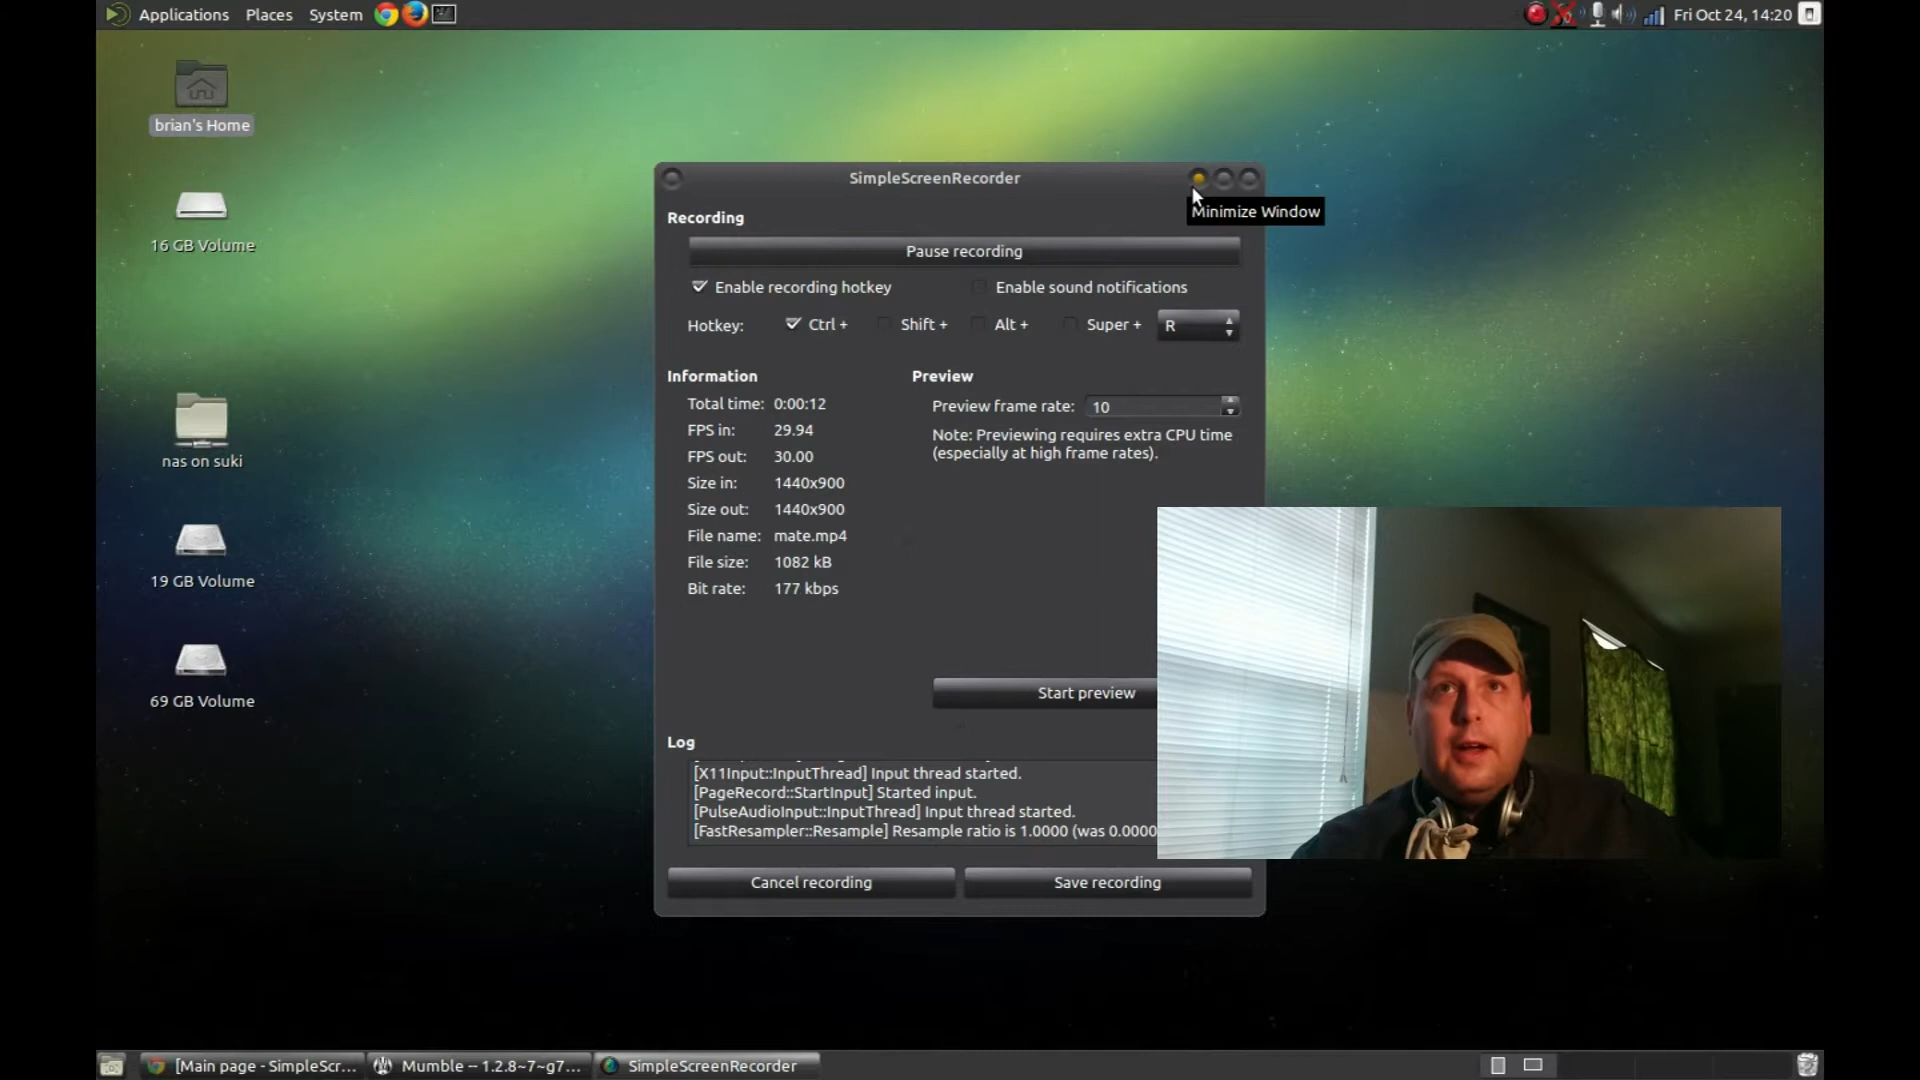 Applications Places System
Fri Oct 24, 14:20
brian's Home
16 GB Volume
nas on suki
19 GB Volume
69 GB Volume
SimpleScreenRecorder
Minimize Window
Recording
Pause recording
Enable recording hotkey
Enable sound notifications
Hotkey: Ctrl + Shift + Alt + Super + R
Information
Total time: 0:00:12
FPS in: 29.94
FPS out: 30.00
Size in: 1440x900
Size out: 1440x900
File name: mate.mp4
File size: 1082 kB
Bit rate: 177 kbps
Preview
Preview frame rate: 10
Note: Previewing requires extra CPU time
(especially at high frame rates).
Start preview
Log
[X11Input::InputThread] Input thread started.
[PageRecord::StartInput] Started input.
[PulseAudioInput::InputThread] Input thread started.
[FastResampler::Resample] Resample ratio is 1.0000 (was 0.0000
Cancel recording
Save recording
[Main page - SimpleScr...
Mumble -- 1.2.8~7~g7...
SimpleScreenRecorder